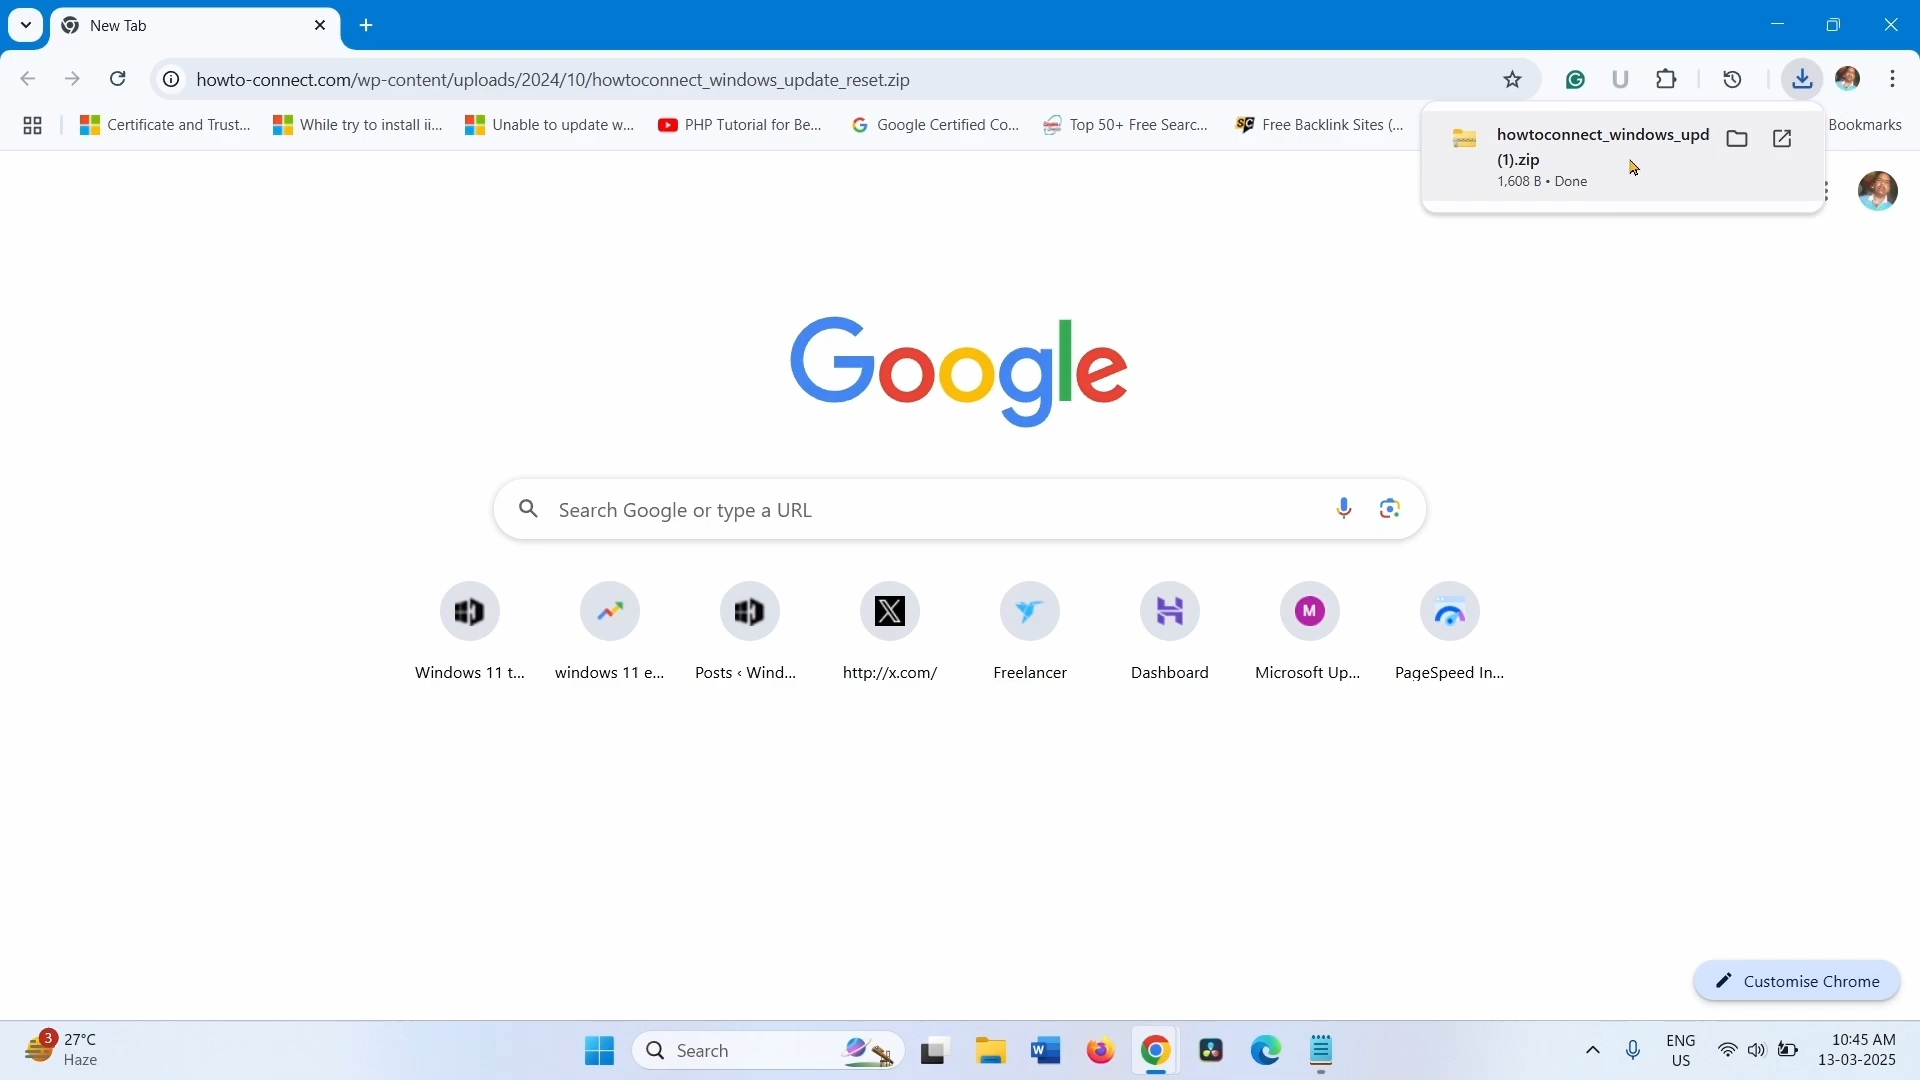 New Tab
howto-connect.com/wp-content/uploads/2024/10/howtoconnect_windows_update_reset.zip
Certificate and Trust...
While try to install ii...
Unable to update w...
PHP Tutorial for Be...
Google Certified Co...
Top 50+ Free Searc...
SC
Free Backlink Sites (...
Bookmarks
howtoconnect_windows_upd
(1).zip
1,608 B • Done
Google
Search Google or type a URL
M
Windows 11 t...
windows 11 e...
Posts ‹ Wind...
http://x.com/
Freelancer
Dashboard
Microsoft Up...
PageSpeed In...
Customise Chrome
3
27°C
Haze
Search
W
ENG
US
10:45 AM
13-03-2025